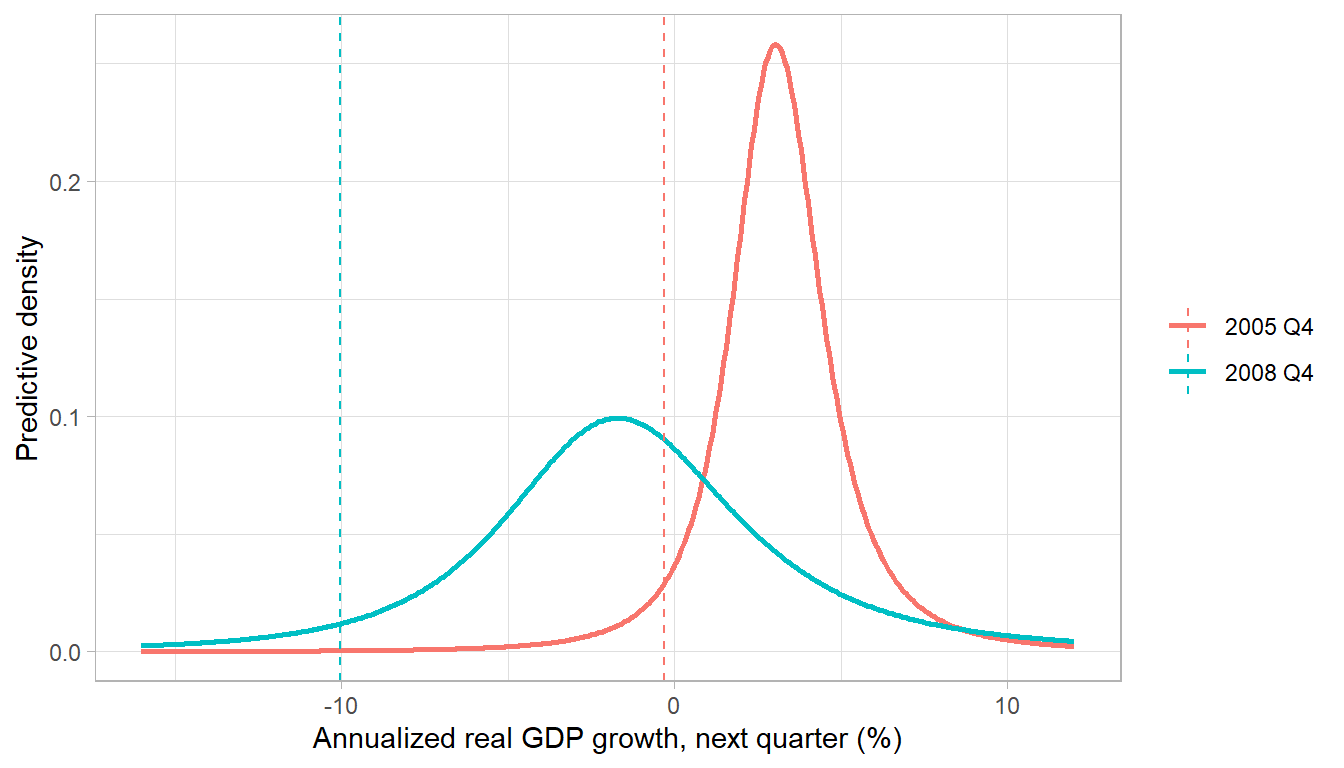 Predictive density
0.2
0.1
0.0
-10
0
10
Annualized real GDP growth, next quarter (%)
2005 Q4
2008 Q4